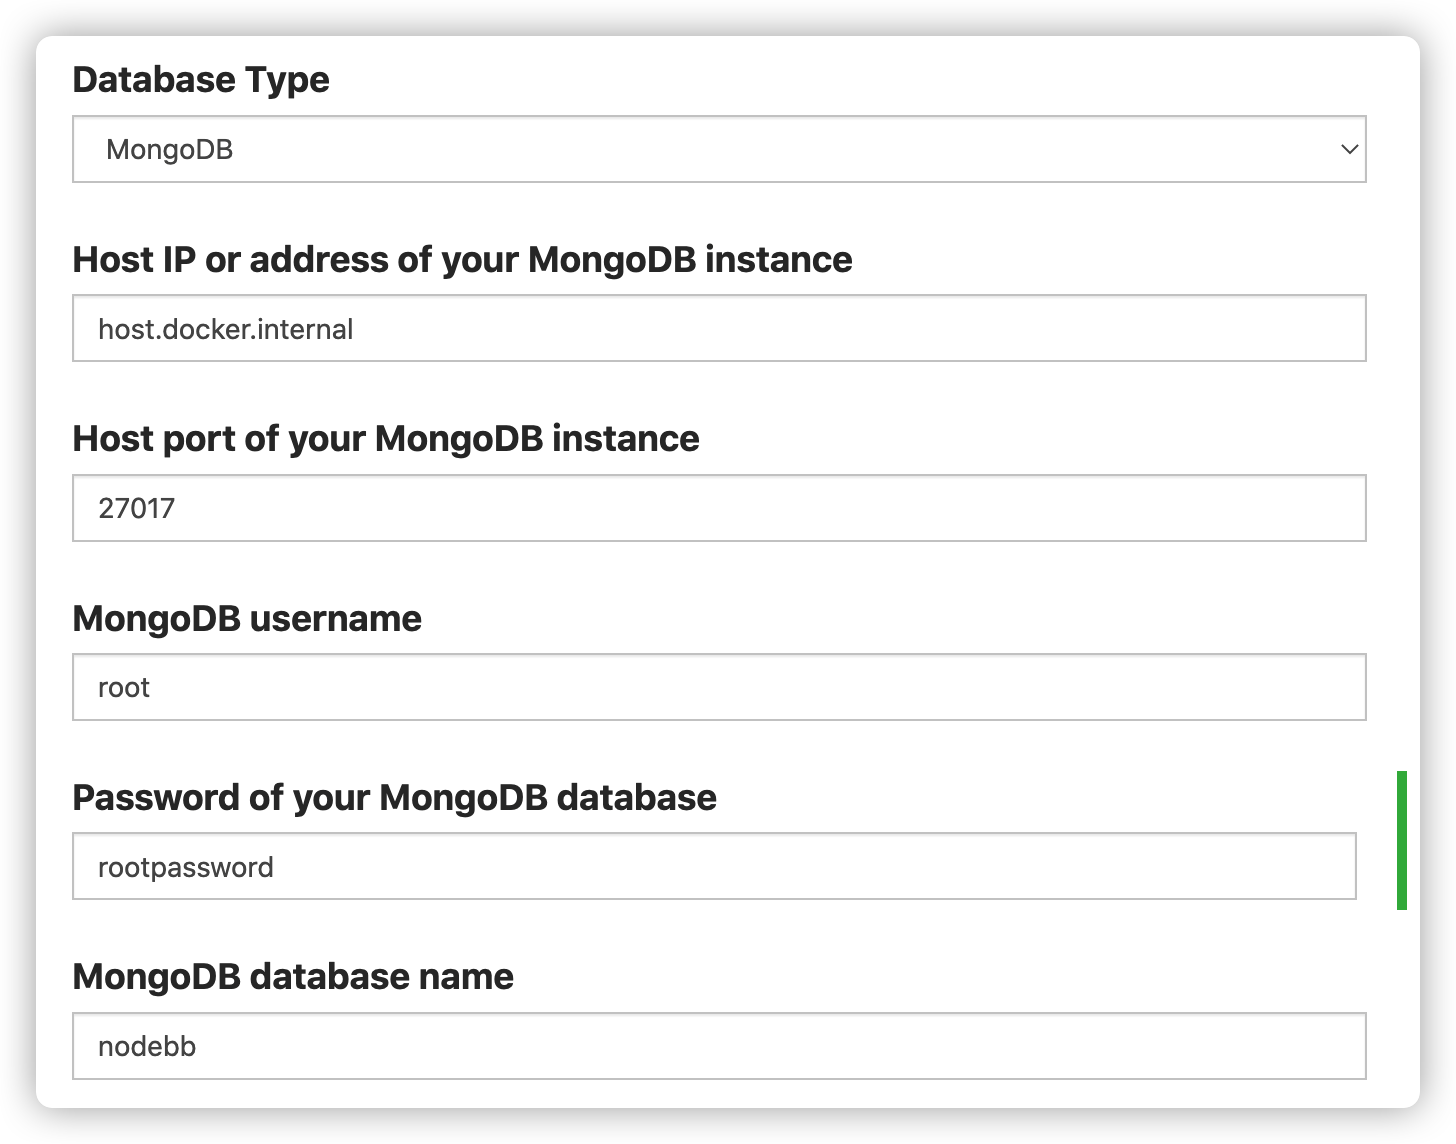 Database Type
MongoDB
Host IP or address of your MongoDB instance
host.docker.internal
Host port of your MongoDB instance
27017
MongoDB username
root
Password of your MongoDB database
rootpassword
MongoDB database name
nodebb